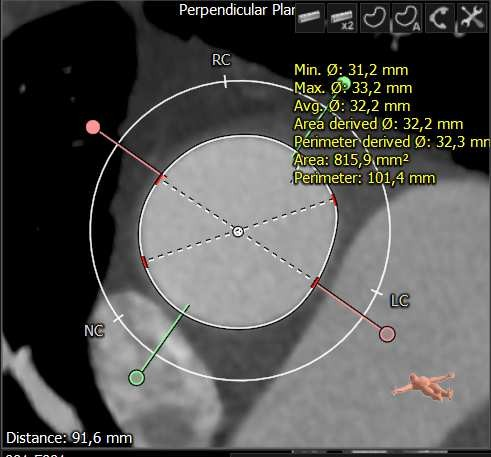 Perpendicular Plan
x2
A
RC
Min. Ø: 31,2 mm
Max. Ø: 33,2 mm
Avg. Ø: 32,2 mm
Area derived Ø: 32,2 mm
Perimeter derived Ø: 32,3 mm
Area: 815,9 mm²
Perimeter: 101,4 mm
LC
NC
Distance: 91,6 mm